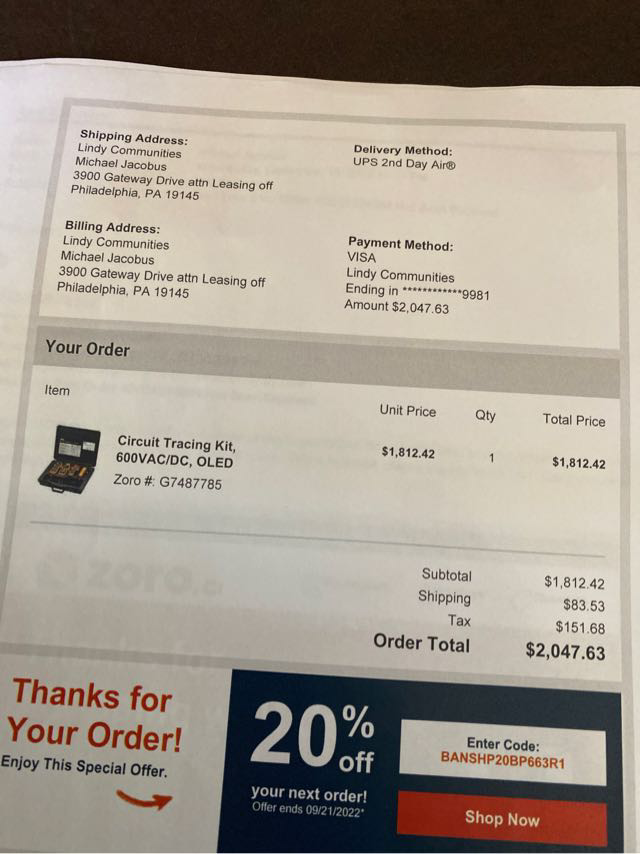 Shipping Address:
Lindy Communities
Michael Jacobus
3900 Gateway Drive attn Leasing off
Philadelphia, PA 19145
Delivery Method:
UPS 2nd Day Air®
Billing Address:
Lindy Communities
Michael Jacobus
3900 Gateway Drive attn Leasing off
Philadelphia, PA 19145
Payment Method:
VISA
Lindy Communities
Ending in ************9981
Amount $2,047.63
Your Order
Item Unit Price Qty Total Price
Circuit Tracing Kit,
600VAC/DC, OLED
Zoro #: G7487785
$1,812.42 1 $1,812.42
Subtotal $1,812.42
Shipping $83.53
Tax $151.68
Order Total $2,047.63
zoro
Thanks for
Your Order!
Enjoy This Special Offer.
20% off
your next order!
Offer ends 09/21/2022*
Enter Code:
BANSHP20BP663R1
Shop Now